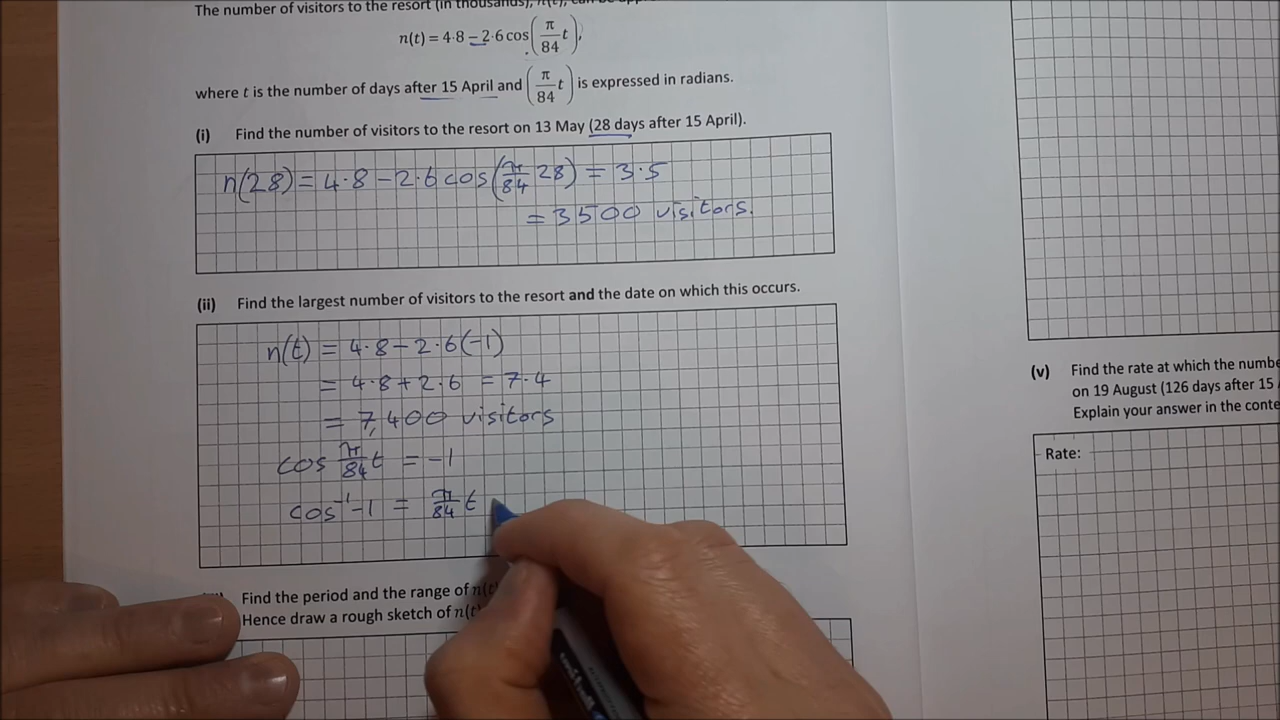 The number of visitors to the resort (in thousands), n(t), can be
n(t) = 4·8 − 2·6 cos(π/84 t),
where t is the number of days after 15 April and (π/84 t) is expressed in radians.
(i) Find the number of visitors to the resort on 13 May (28 days after 15 April).
n(28) = 4·8 − 2·6 cos(π/84 28) = 3·5
= 3500 visitors.
(ii) Find the largest number of visitors to the resort and the date on which this occurs.
n(t) = 4·8 − 2·6(−1)
= 4·8 + 2·6 = 7·4
= 7,400 visitors
cos π/84 t = −1
cos⁻¹ −1 = π/84 t
Find the period and the range of n(t)
Hence draw a rough sketch of n(t)
(v) Find the rate at which the numbe
on 19 August (126 days after 15
Explain your answer in the conte
Rate: